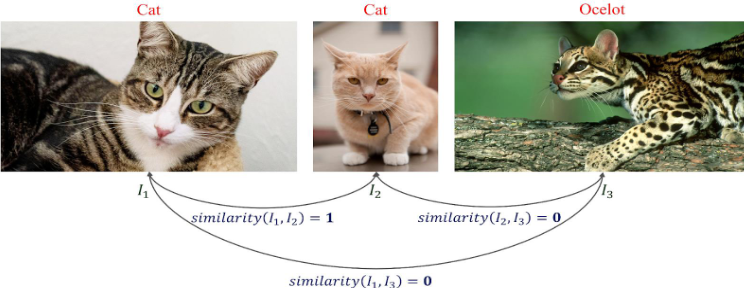 Cat Cat Ocelot
I₁ I₂ I₃
similarity(I₁, I₂) = 1 similarity(I₂, I₃) = 0
similarity(I₁, I₃) = 0